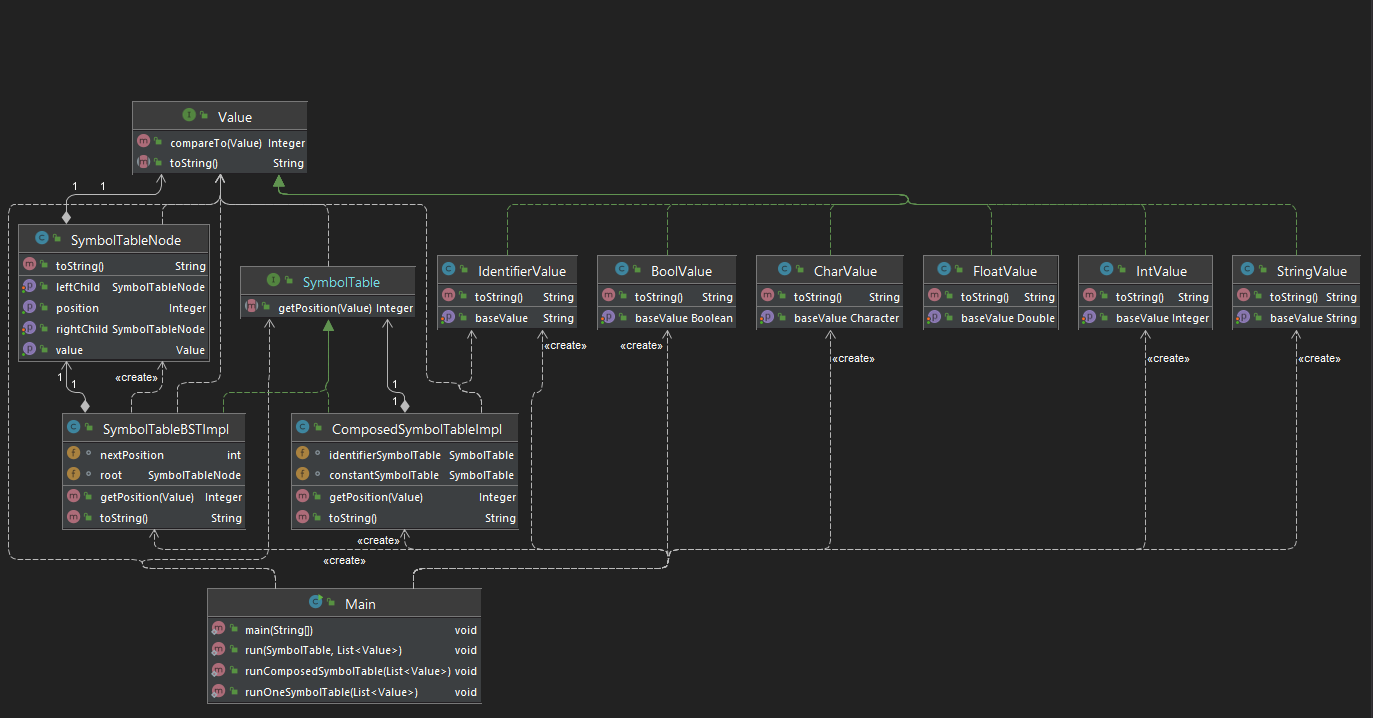 Value
compareTo(Value) Integer
toString() String
1 1
SymbolTableNode
toString() String
leftChild SymbolTableNode
position Integer
rightChild SymbolTableNode
value Value
SymbolTable
getPosition(Value) Integer
IdentifierValue
toString() String
baseValue String
BoolValue
toString() String
baseValue Boolean
CharValue
toString() String
baseValue Character
FloatValue
toString() String
baseValue Double
IntValue
toString() String
baseValue Integer
StringValue
toString() String
baseValue String
«create»
«create»
«create»
«create»
«create»
1
1
«create»
1
1
SymbolTableBSTImpl
nextPosition int
root SymbolTableNode
getPosition(Value) Integer
toString() String
ComposedSymbolTableImpl
identifierSymbolTable SymbolTable
constantSymbolTable SymbolTable
getPosition(Value) Integer
toString() String
«create»
«create»
Main
main(String[]) void
run(SymbolTable, List<Value>) void
runComposedSymbolTable(List<Value>) void
runOneSymbolTable(List<Value>) void